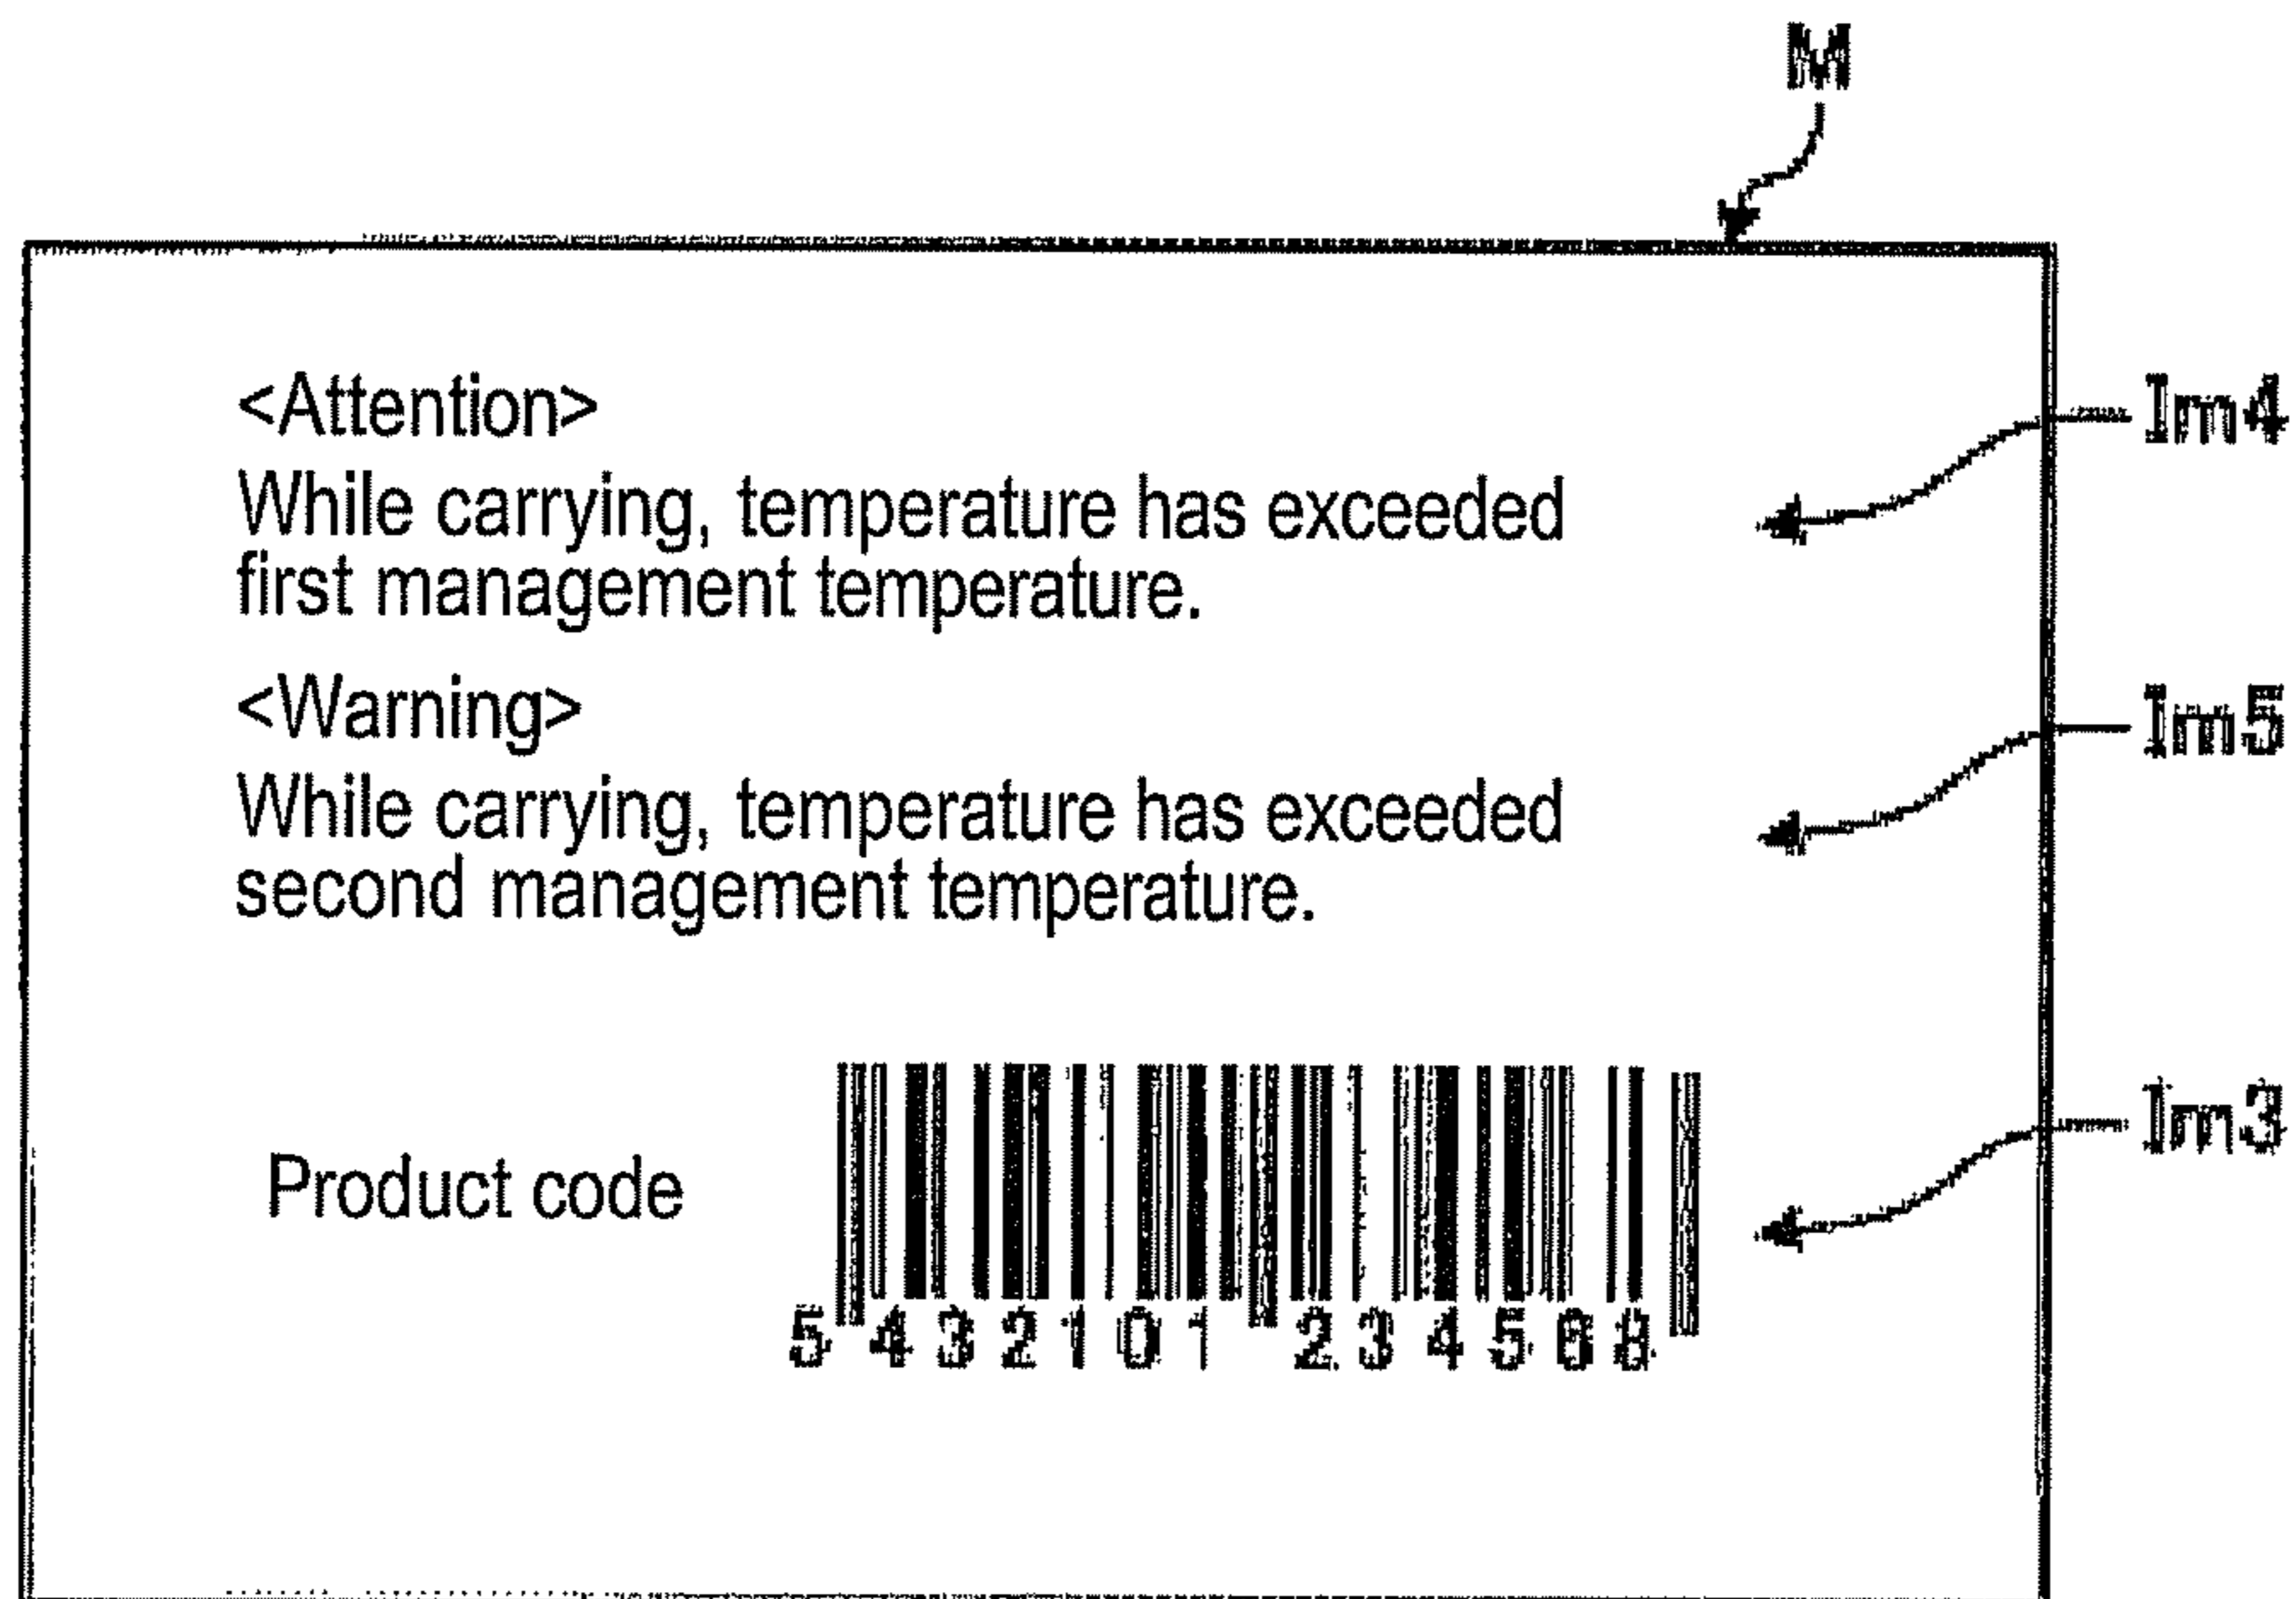 M
<Attention>
Im4
While carrying, temperature has exceeded
first management temperature.
<Warning>
Im5
While carrying, temperature has exceeded
second management temperature.
Im3
Product code
5 432101 2345